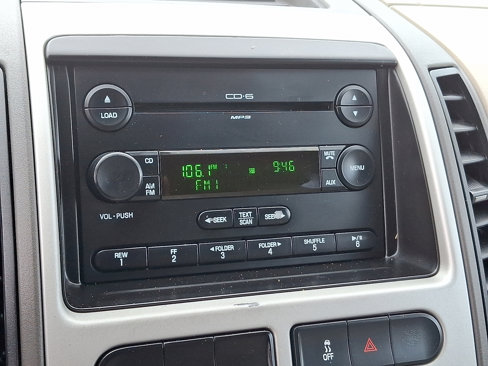 CD·6
LOAD
MP3
CD
106.1
9:46
MUTE
MENU
AM
FM
FM1
AUX
VOL·PUSH
SEEK
TEXT
SCAN
REW
1
FF
2
FOLDER
3
FOLDER
4
SHUFFLE
5
6
OFF